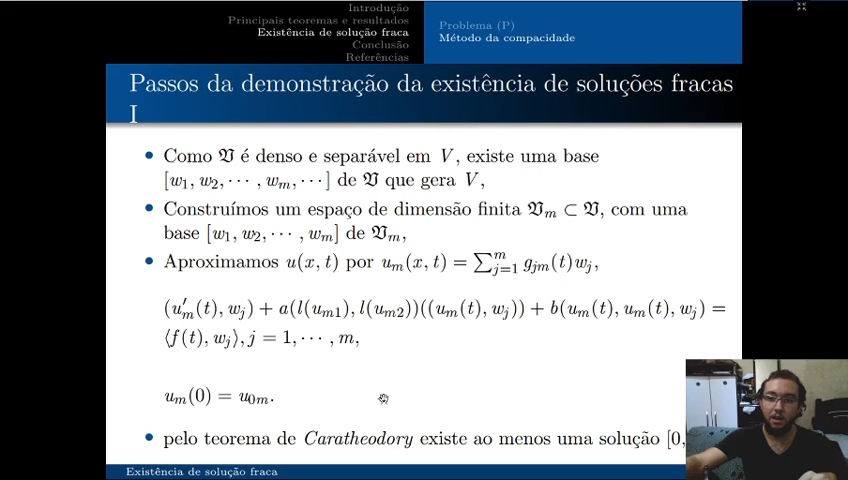 Introdução
Principais teoremas e resultados
Existência de solução fraca
Conclusão
Referências
Problema (P)
Método da compacidade
Passos da demonstração da existência de soluções fracas
I
• Como 𝔙 é denso e separável em V, existe uma base
[w₁, w₂, ⋯ , wₘ, ⋯] de 𝔙 que gera V,
• Construímos um espaço de dimensão finita 𝔙ₘ ⊂ 𝔙, com uma
base [w₁, w₂, ⋯ , wₘ] de 𝔙ₘ,
• Aproximamos u(x, t) por uₘ(x, t) = ∑ⱼ₌₁ᵐ gⱼₘ(t)wⱼ,
(u′ₘ(t), wⱼ) + a(l(uₘ₁), l(uₘ₂))((uₘ(t), wⱼ)) + b(uₘ(t), uₘ(t), wⱼ) =
⟨f(t), wⱼ⟩, j = 1, ⋯ , m,
uₘ(0) = u₀ₘ.
• pelo teorema de Caratheodory existe ao menos uma solução [0,
Existência de solução fraca